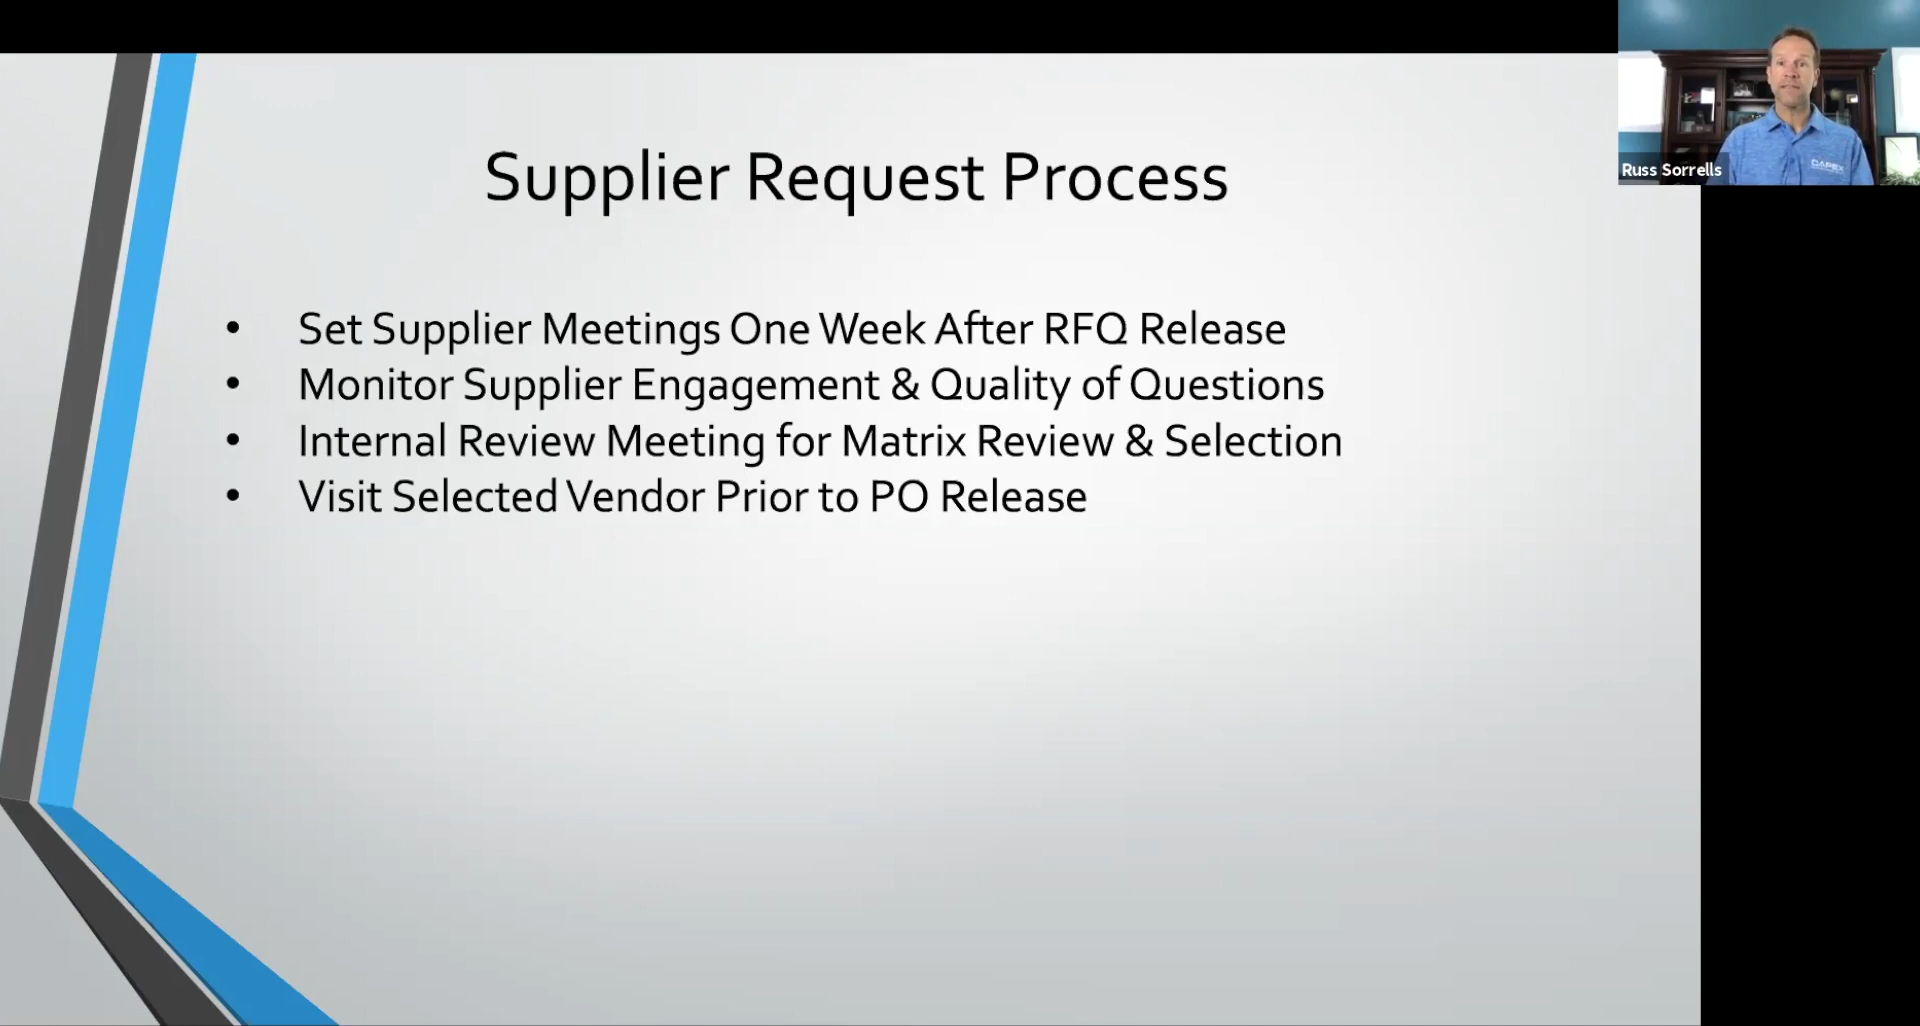 Supplier Request Process
• Set Supplier Meetings One Week After RFQ Release
• Monitor Supplier Engagement & Quality of Questions
• Internal Review Meeting for Matrix Review & Selection
• Visit Selected Vendor Prior to PO Release
Russ Sorrells
CAPEX